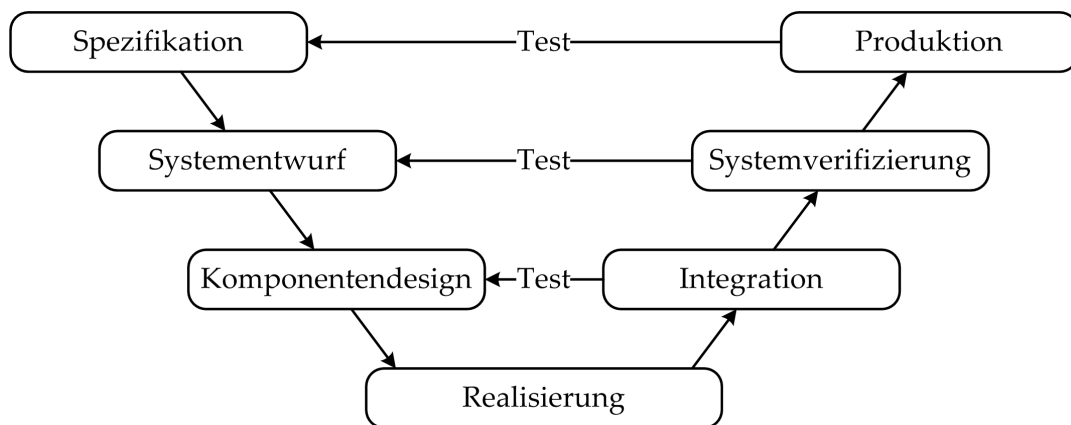 Spezifikation
Test
Produktion
Systementwurf
Test
Systemverifizierung
Komponentendesign
Test
Integration
Realisierung